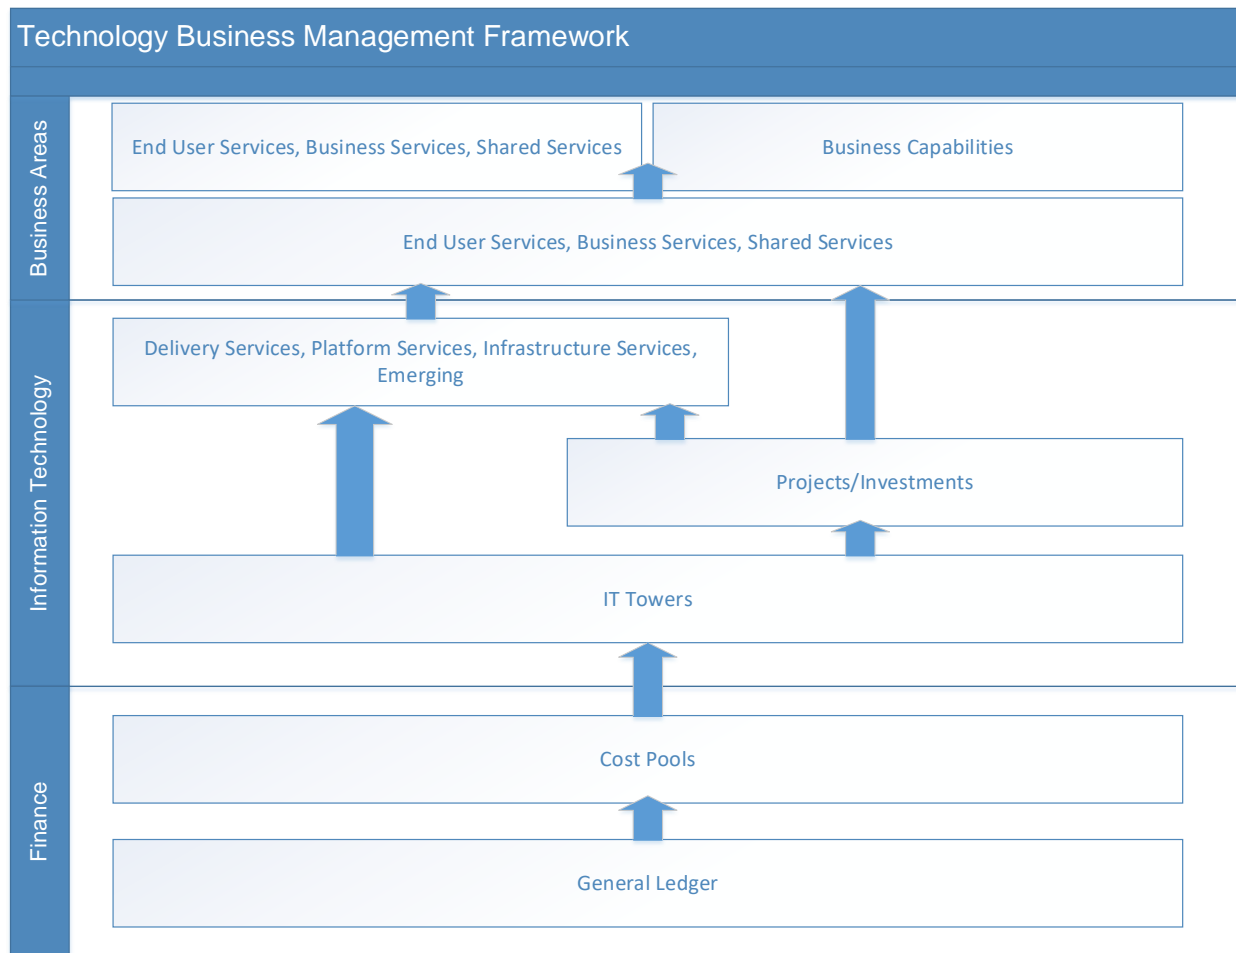 Technology Business Management Framework
Business Areas
End User Services, Business Services, Shared Services
Business Capabilities
End User Services, Business Services, Shared Services
Information Technology
Delivery Services, Platform Services, Infrastructure Services,
Emerging
Projects/Investments
IT Towers
Finance
Cost Pools
General Ledger